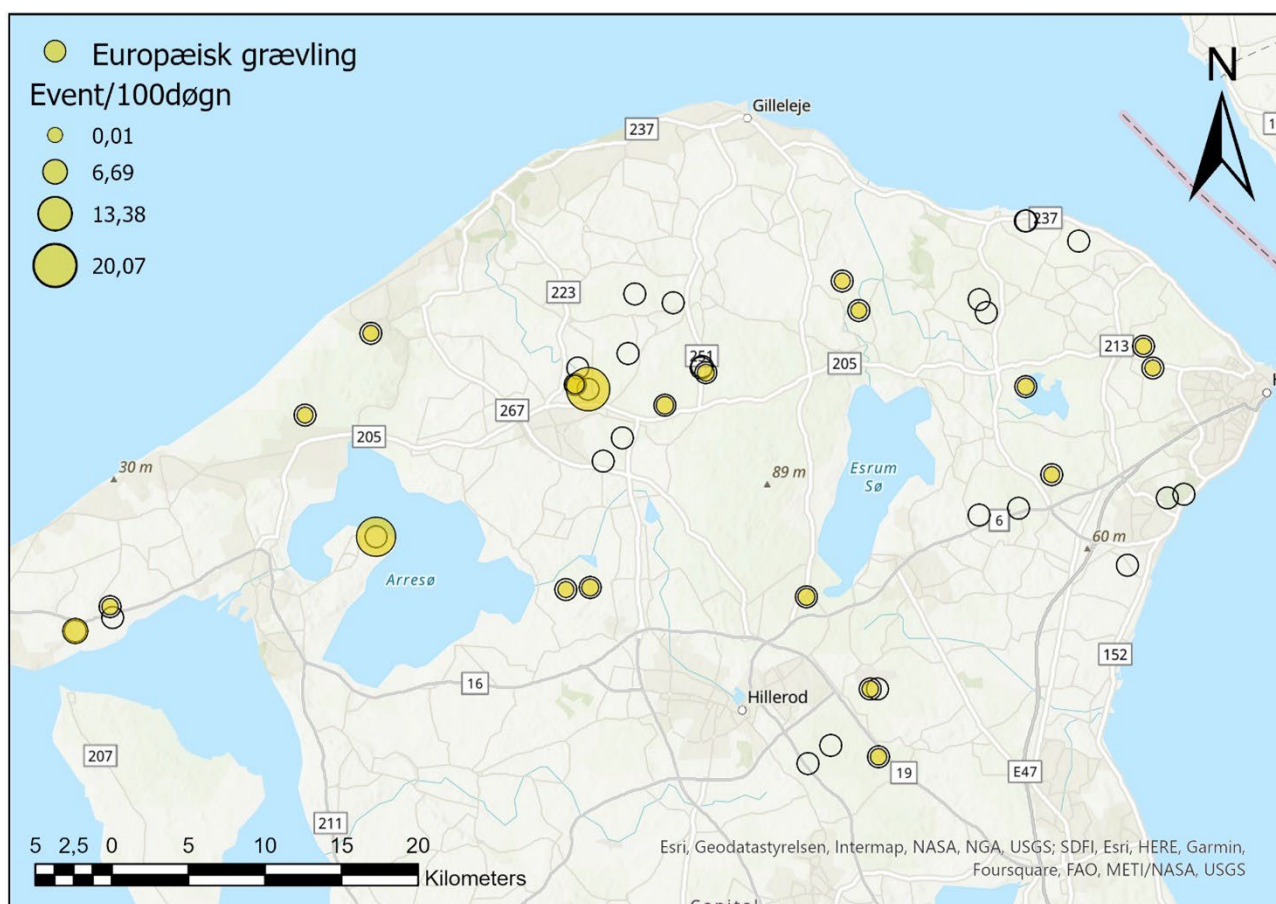 Europæisk grævling
Event/100døgn
0,01
6,69
13,38
20,07
N
Gilleleje
237
1
237
223
213
251
205
H
267
205
30 m
89 m
Esrum
Sø
6
60 m
Arresø
152
16
Hillerod
207
19
E47
211
5 2,5 0 5 10 15 20
Kilometers
Esri, Geodatastyrelsen, Intermap, NASA, NGA, USGS; SDFI, Esri, HERE, Garmin,
Foursquare, FAO, METI/NASA, USGS